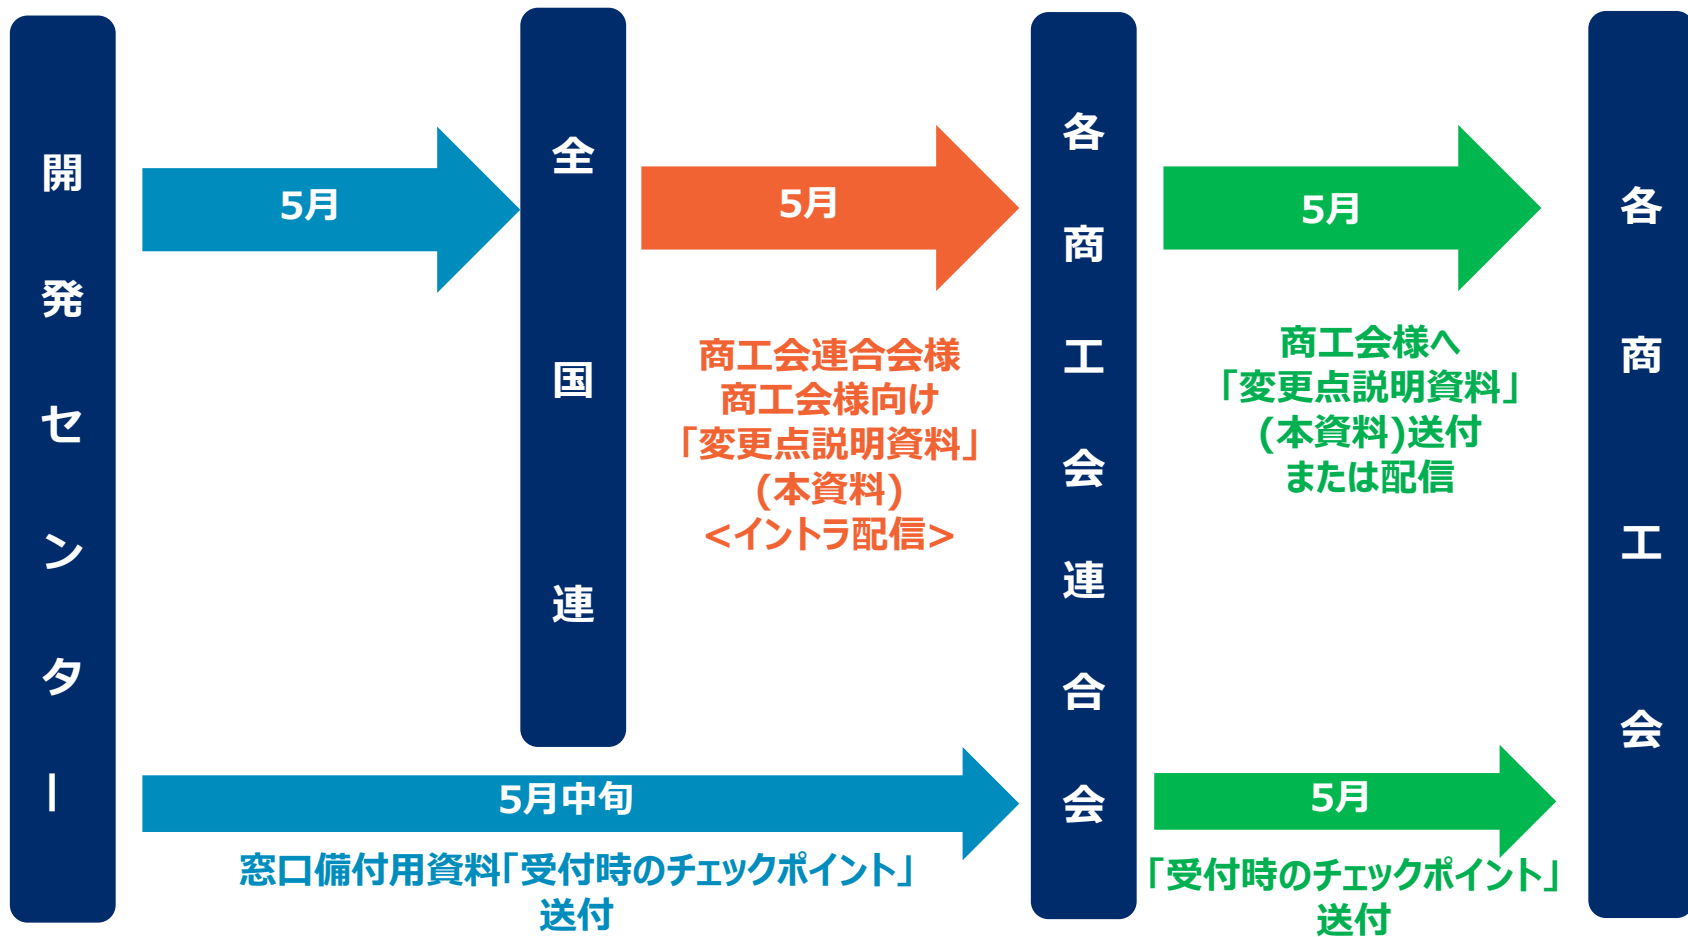 開発センター
5月
全国連
5月
商工会連合会様
商工会様向け
「変更点説明資料」
(本資料)
<イントラ配信>
各商工会連合会
5月
商工会様へ
「変更点説明資料」
(本資料)送付
または配信
各商工会
5月中旬
窓口備付用資料「受付時のチェックポイント」
送付
5月
「受付時のチェックポイント」
送付